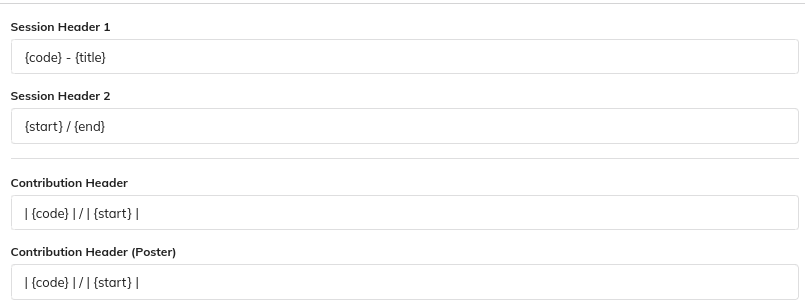 Session Header 1
{code} - {title}
Session Header 2
{start} / {end}
Contribution Header
| {code} | / | {start} |
Contribution Header (Poster)
| {code} | / | {start} |